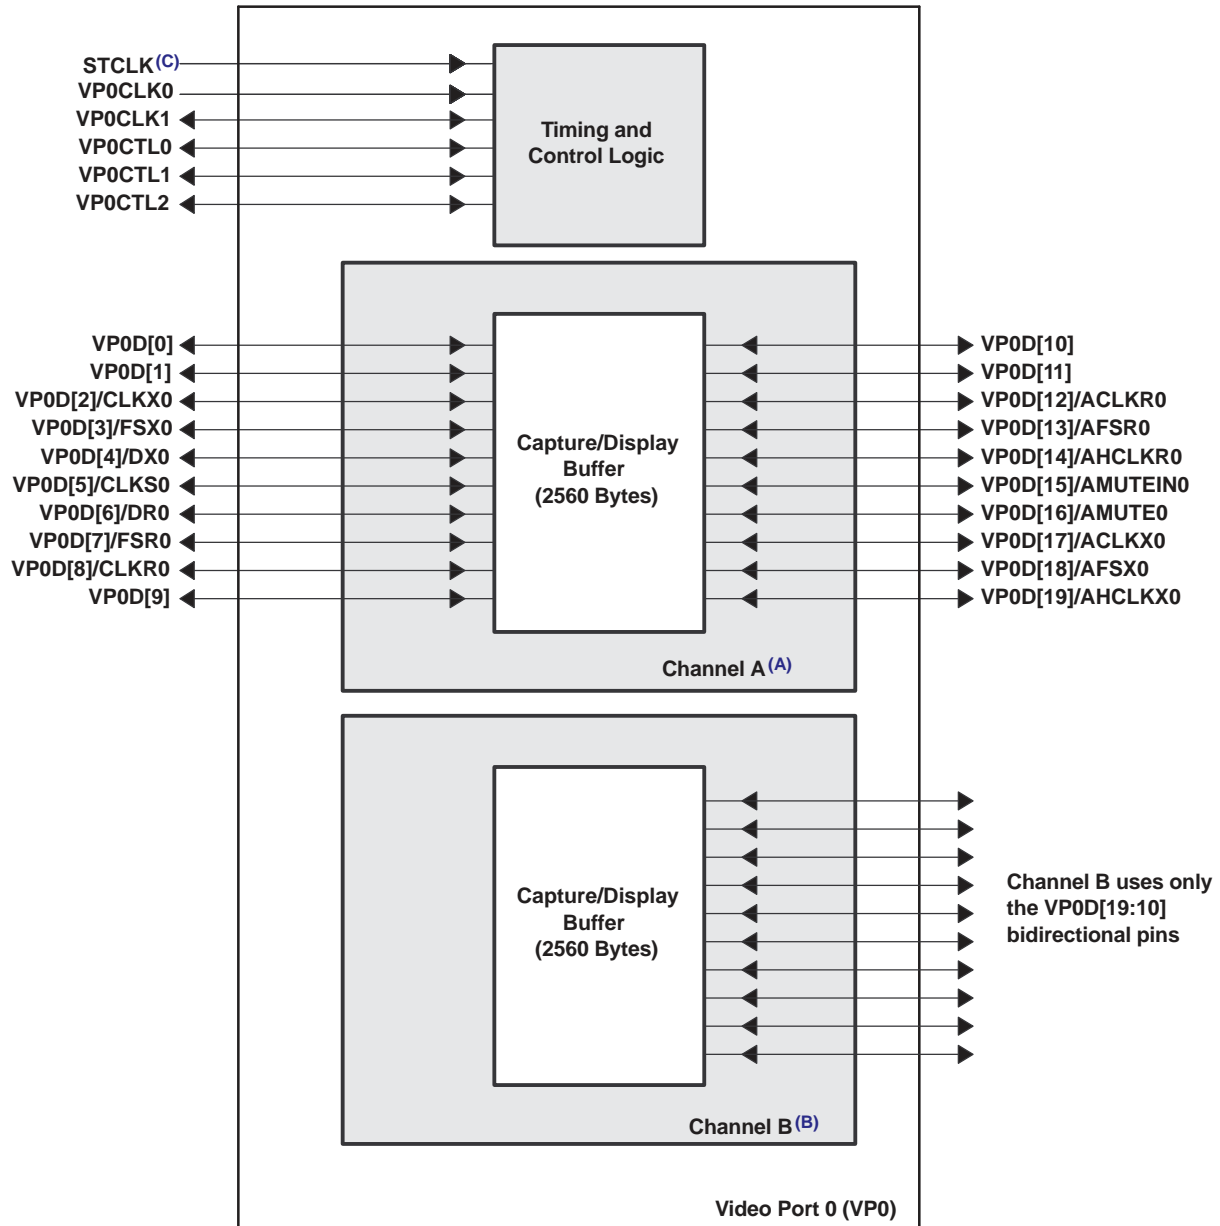 STCLK(C)
VP0CLK0
VP0CLK1
VP0CTL0
VP0CTL1
VP0CTL2
Timing and
Control Logic
VP0D[0]
VP0D[1]
VP0D[2]/CLKX0
VP0D[3]/FSX0
VP0D[4]/DX0
VP0D[5]/CLKS0
VP0D[6]/DR0
VP0D[7]/FSR0
VP0D[8]/CLKR0
VP0D[9]
Capture/Display
Buffer
(2560 Bytes)
VP0D[10]
VP0D[11]
VP0D[12]/ACLKR0
VP0D[13]/AFSR0
VP0D[14]/AHCLKR0
VP0D[15]/AMUTEIN0
VP0D[16]/AMUTE0
VP0D[17]/ACLKX0
VP0D[18]/AFSX0
VP0D[19]/AHCLKX0
Channel A(A)
Capture/Display
Buffer
(2560 Bytes)
Channel B uses only
the VP0D[19:10]
bidirectional pins
Channel B(B)
Video Port 0 (VP0)